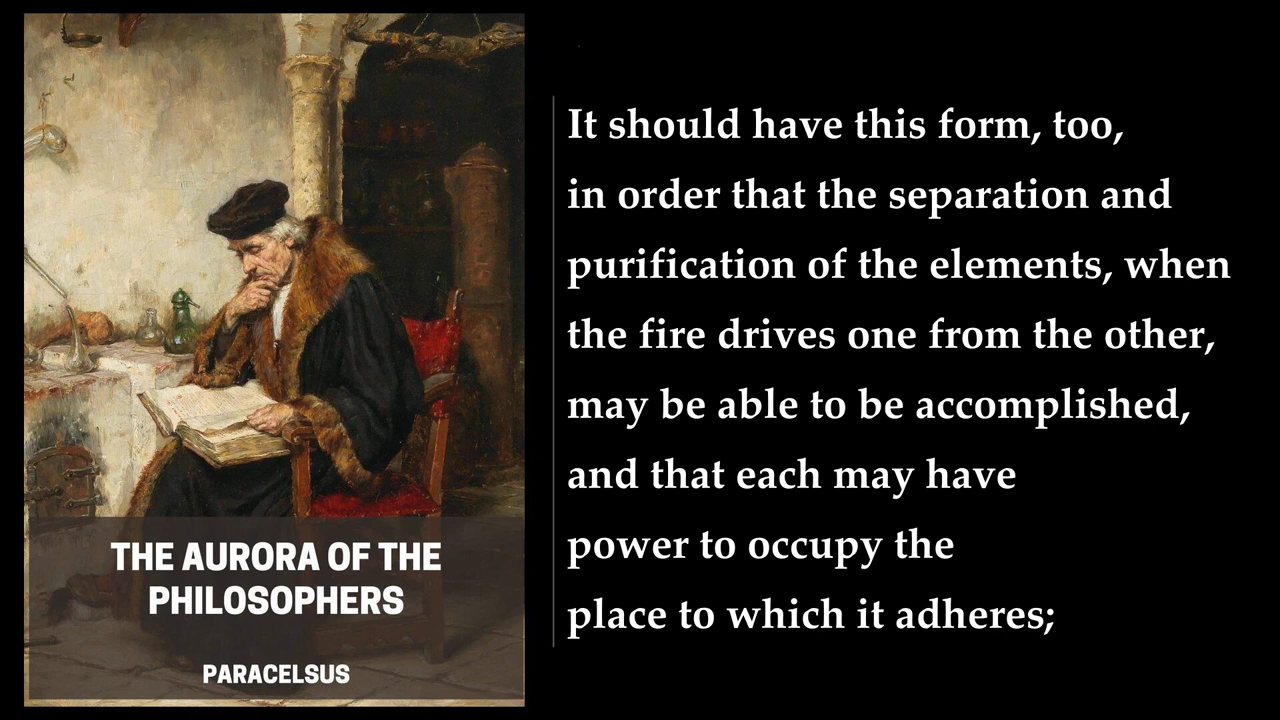 THE AURORA OF THE
PHILOSOPHERS
PARACELSUS
It should have this form, too,
in order that the separation and
purification of the elements, when
the fire drives one from the other,
may be able to be accomplished,
and that each may have
power to occupy the
place to which it adheres;